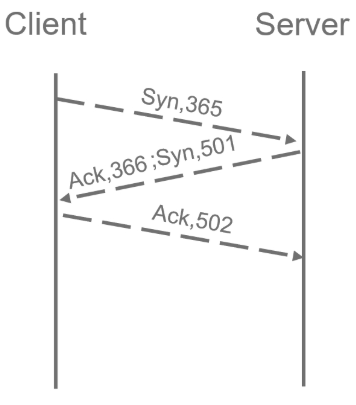 Client
Server
Syn,365
Ack,366 ;Syn,501
Ack,502